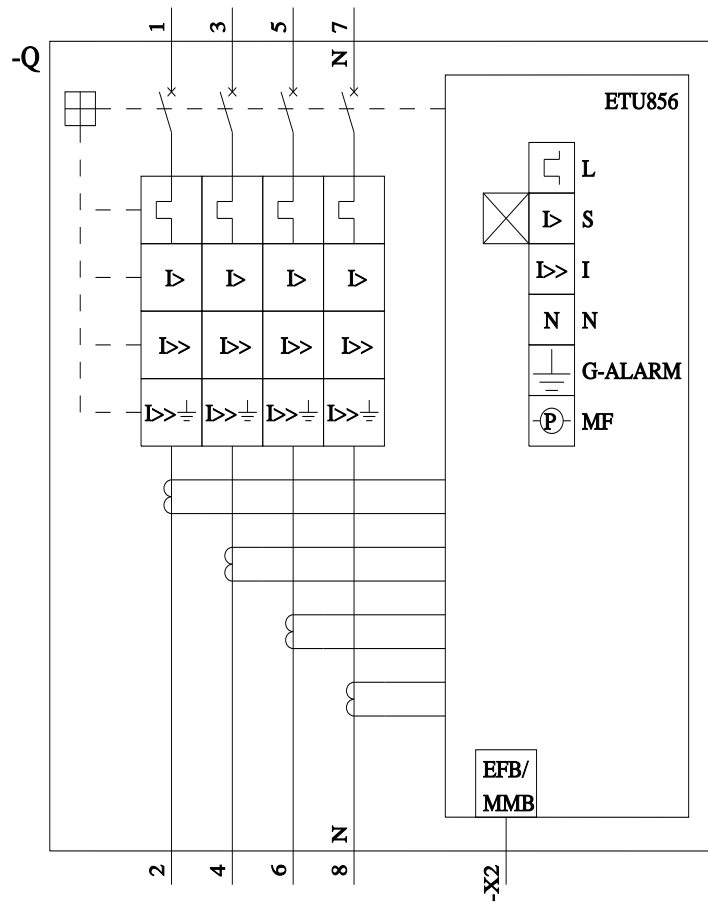 1 3 5 7
N
-Q
ETU856
L
I> S
I> I> I> I>
I>> I
I>> I>> I>> I>>
N N
G-ALARM
I>> I>> I>> I>>
P MF
EFB/
MMB
N
2 4 6 8
-X2